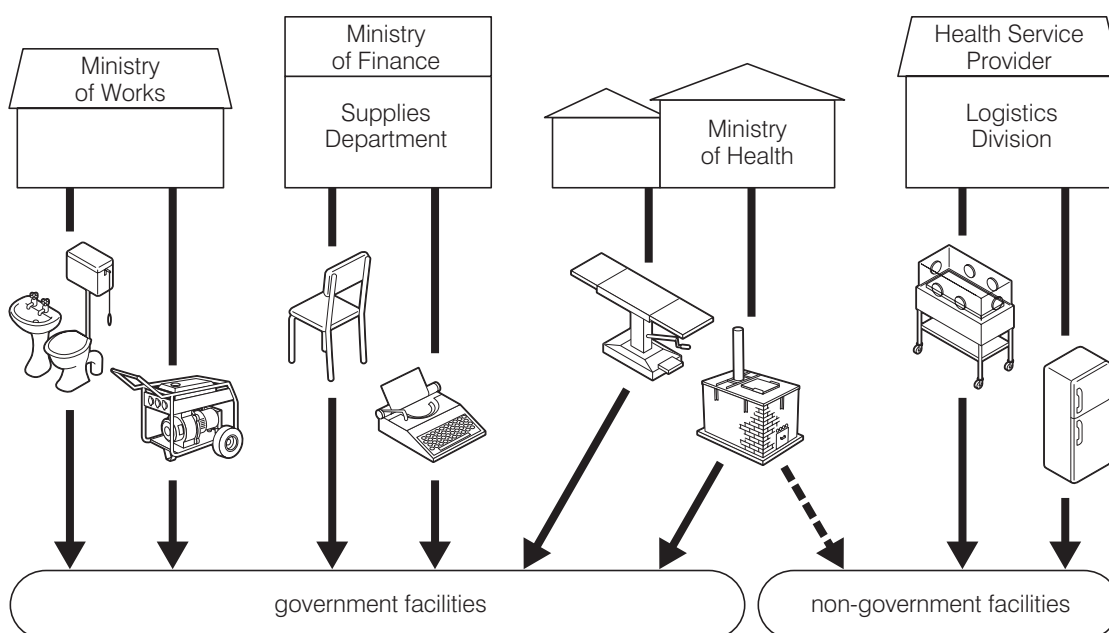 Ministry
of Works
Ministry
of Finance
Supplies
Department
Ministry
of Health
Health Service
Provider
Logistics
Division
government facilities
non-government facilities